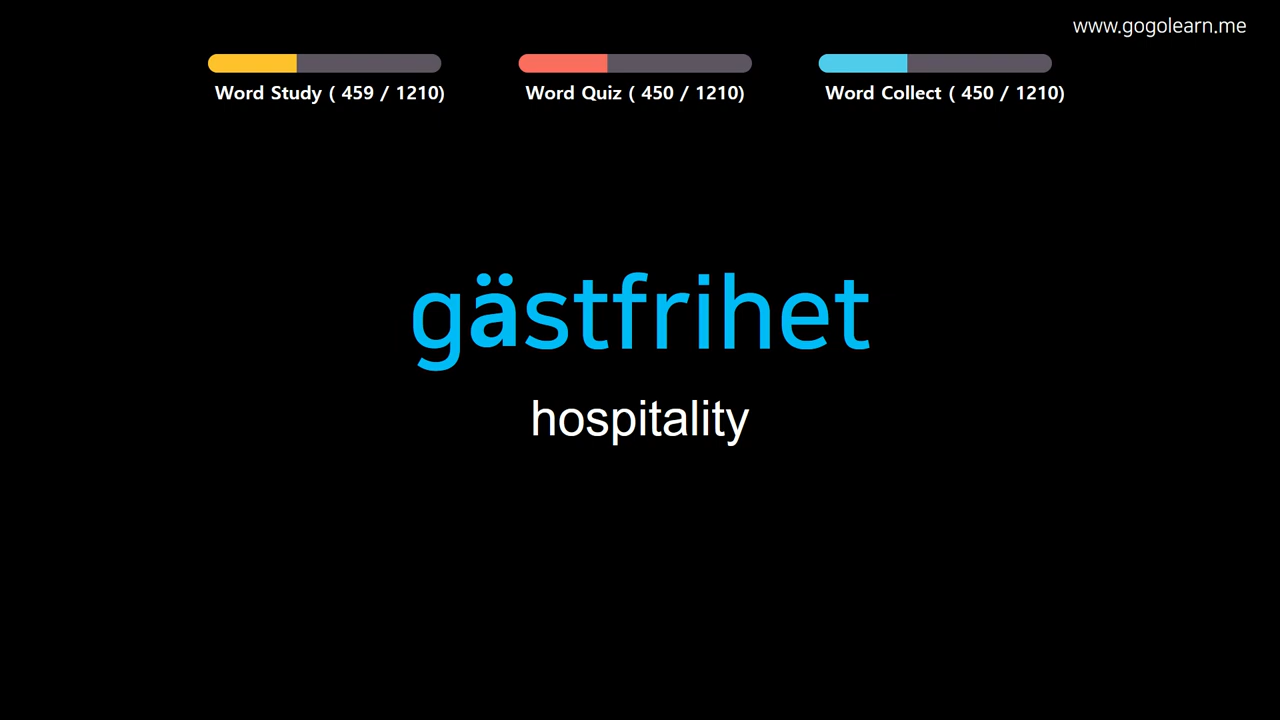 www.gogolearn.me
Word Study ( 459 / 1210)
Word Quiz ( 450 / 1210)
Word Collect ( 450 / 1210)
gästfrihet
hospitality